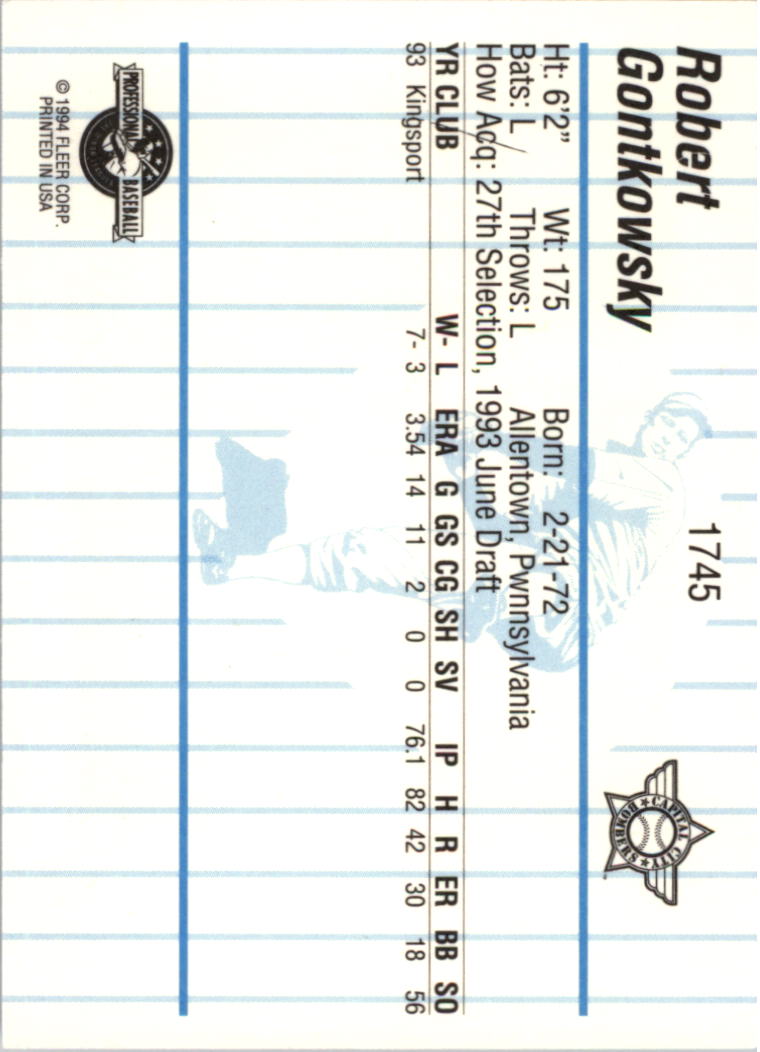 Robert
Gontkowsky
1745
CAPITAL CITY
BOMBERS
Ht: 6'2" Wt: 175 Born: 2-21-72
Bats: L Throws: L Allentown, Pwnnsylvania
How Acq: 27th Selection, 1993 June Draft
YR CLUB W- L ERA G GS CG SH SV IP H R ER BB SO
93 Kingsport 7- 3 3.54 14 11 2 0 0 76.1 82 42 30 18 56
PROFESSIONAL BASEBALL
© 1994 FLEER CORP.
PRINTED IN USA